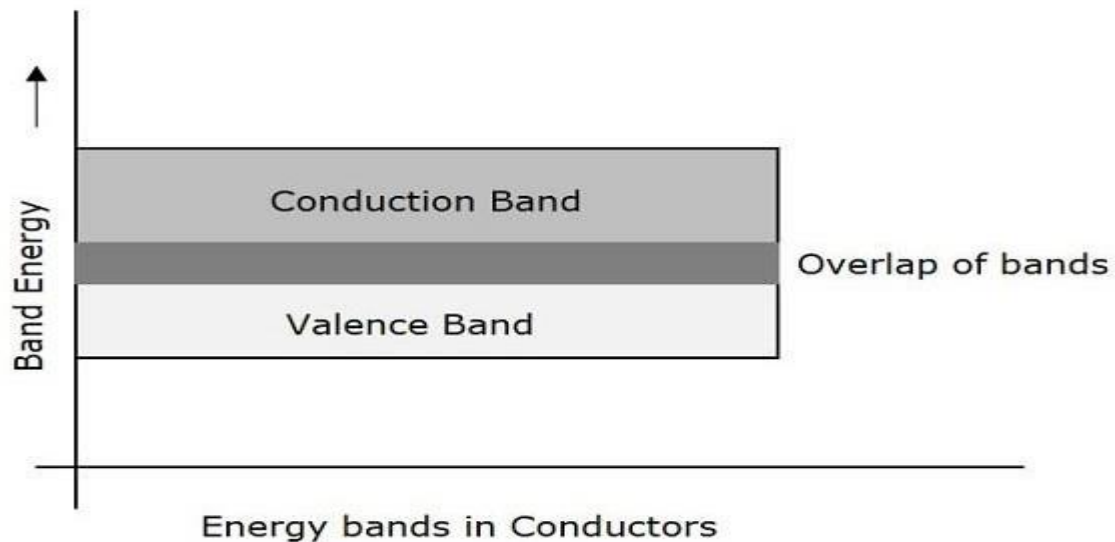 Conduction Band
Overlap of bands
Valence Band
Band Energy
Energy bands in Conductors